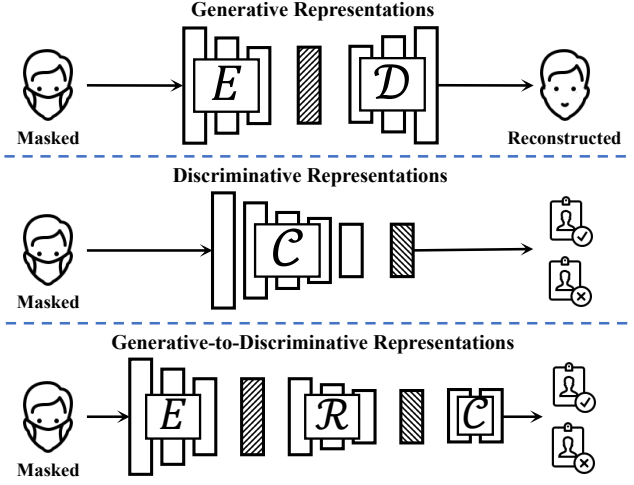 Generative Representations
E
D
Masked
Reconstructed
Discriminative Representations
C
Masked
Generative-to-Discriminative Representations
E
R
C
Masked